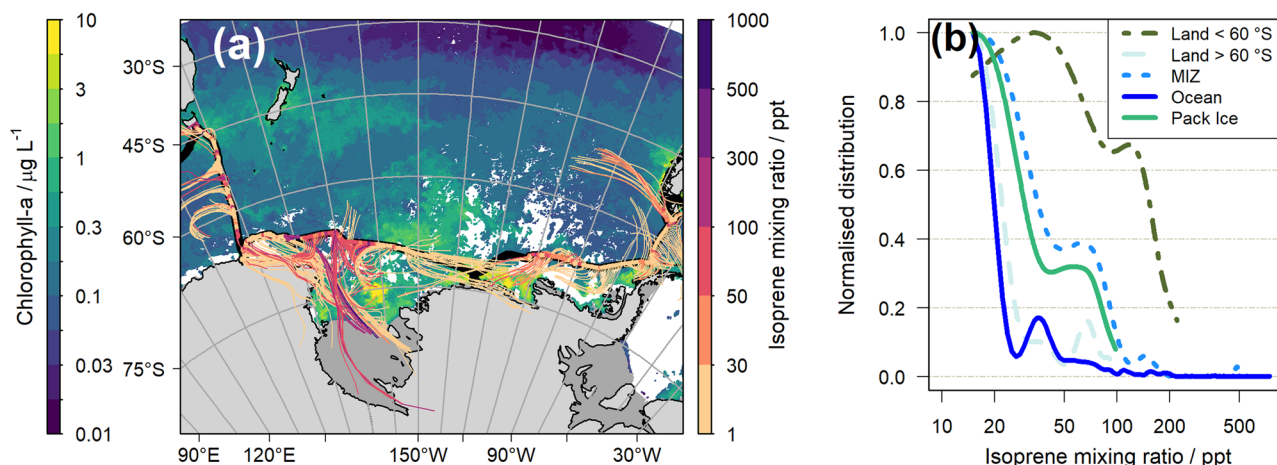 10
3
1
0.3
0.1
0.03
0.01
Chlorophyll-a / µg L⁻¹
(a)
30°S
45°S
60°S
75°S
90°E
120°E
150°W
90°W
30°W
1000
500
300
100
50
30
1
Isoprene mixing ratio / ppt
(b)
Land < 60 °S
Land > 60 °S
MIZ
Ocean
Pack Ice
1.0
0.8
0.6
0.4
0.2
0.0
Normalised distribution
10
20
50
100
200
500
Isoprene mixing ratio / ppt